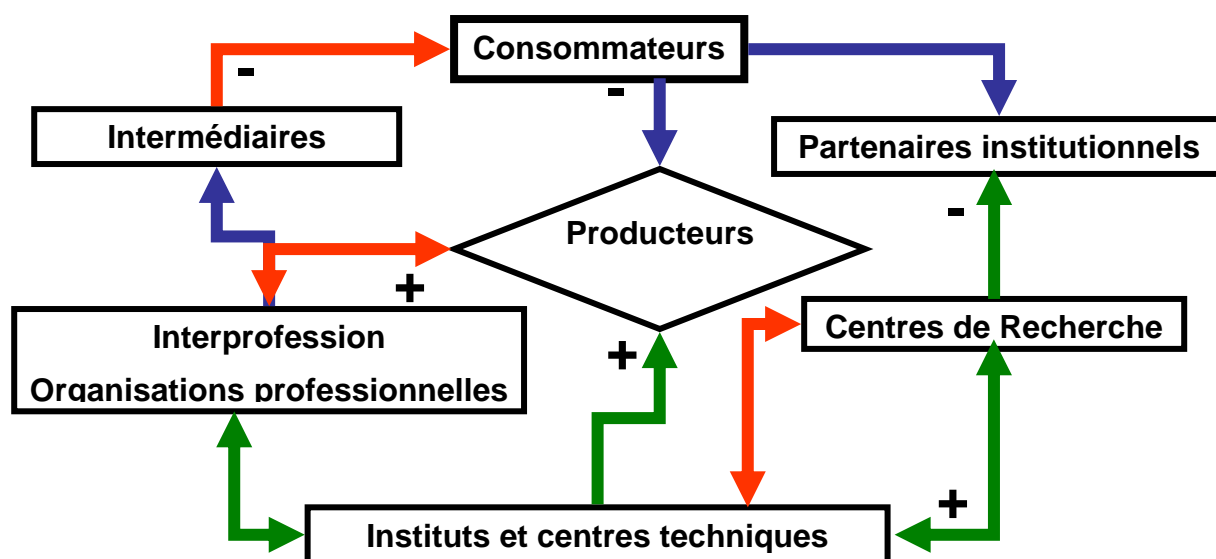 Consommateurs
-
-
Intermédiaires
Partenaires institutionnels
-
Producteurs
+
Interprofession
Organisations professionnelles
Centres de Recherche
+
+
Instituts et centres techniques